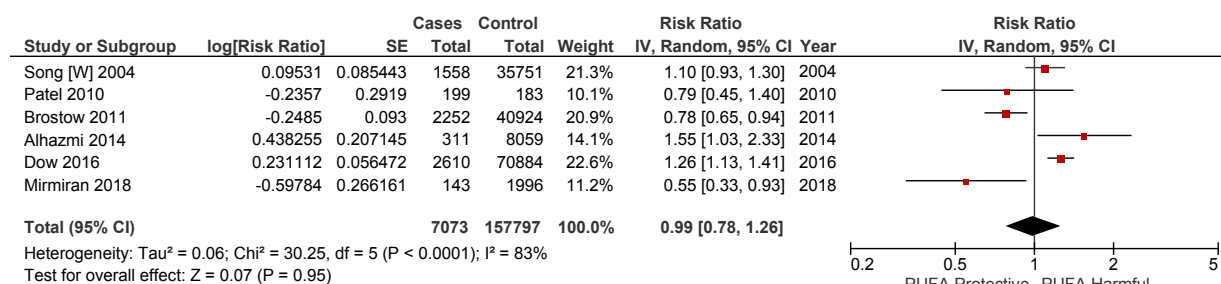 Cases Control Risk Ratio Risk Ratio
Study or Subgroup log[Risk Ratio] SE Total Total Weight IV, Random, 95% CI Year IV, Random, 95% CI
Song [W] 2004 0.09531 0.085443 1558 35751 21.3% 1.10 [0.93, 1.30] 2004
Patel 2010 -0.2357 0.2919 199 183 10.1% 0.79 [0.45, 1.40] 2010
Brostow 2011 -0.2485 0.093 2252 40924 20.9% 0.78 [0.65, 0.94] 2011
Alhazmi 2014 0.438255 0.207145 311 8059 14.1% 1.55 [1.03, 2.33] 2014
Dow 2016 0.231112 0.056472 2610 70884 22.6% 1.26 [1.13, 1.41] 2016
Mirmiran 2018 -0.59784 0.266161 143 1996 11.2% 0.55 [0.33, 0.93] 2018
Total (95% CI) 7073 157797 100.0% 0.99 [0.78, 1.26]
Heterogeneity: Tau² = 0.06; Chi² = 30.25, df = 5 (P < 0.0001); I² = 83%
Test for overall effect: Z = 0.07 (P = 0.95)
0.2 0.5 1 2 5
PUFA Protective PUFA Harmful